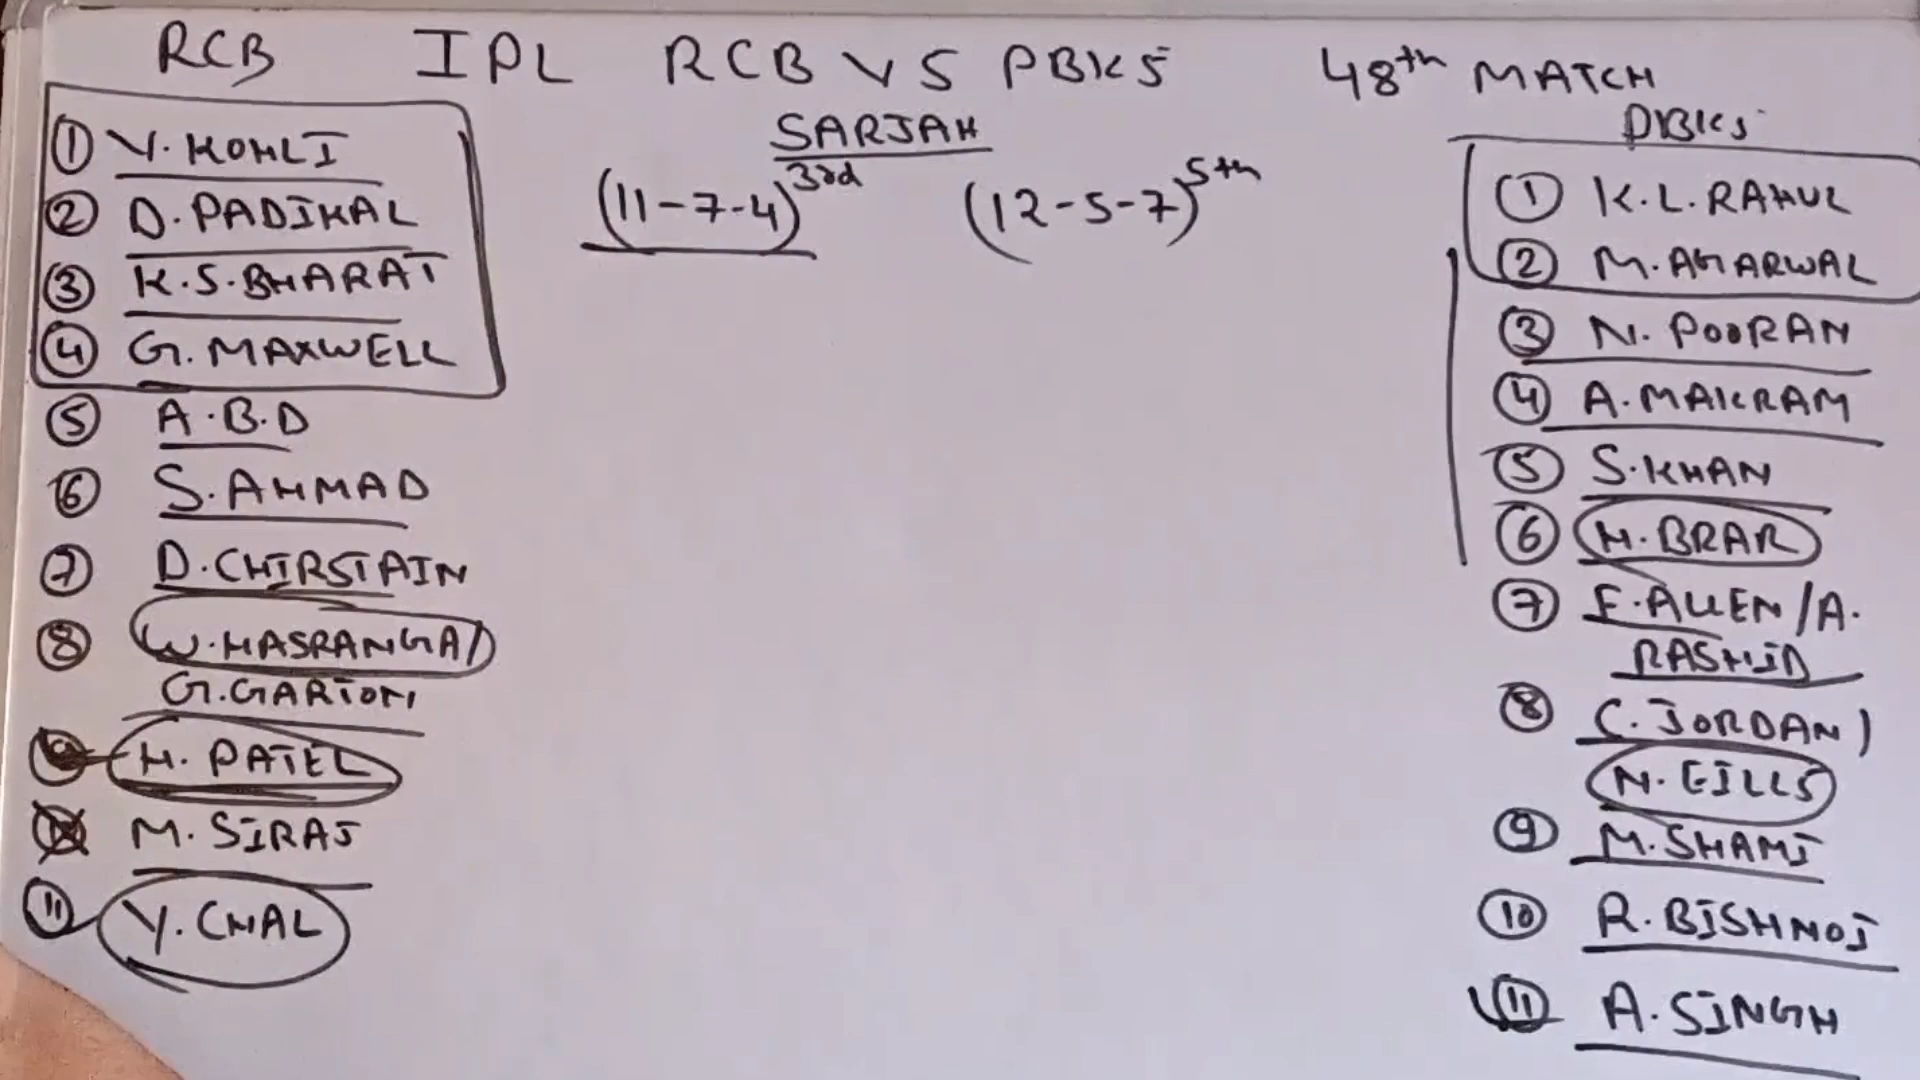 RCB IPL RCB VS PBKS 48th MATCH
SARJAH
(11-7-4)3rd (12-5-7)5th
① V. KOHLI
② D. PADIKAL
③ K.S. BHARAT
④ G. MAXWELL
⑤ A.B.D
⑥ S. AHMAD
⑦ D. CHIRSTAIN
⑧ W. HASRANGA/
G. GARTON
H. PATEL
M. SIRAJ
⑪ Y. CHAL
PBKS
① K.L. RAHUL
② M. AGARWAL
③ N. POORAN
④ A. MAKRAM
⑤ S. KHAN
⑥ H. BRAR
⑦ F. ALLEN/A.
RASHID
⑧ C. JORDAN/
N. EILLS
⑨ M. SHAMI
⑩ R. BISHNOI
⑪ A. SINGH